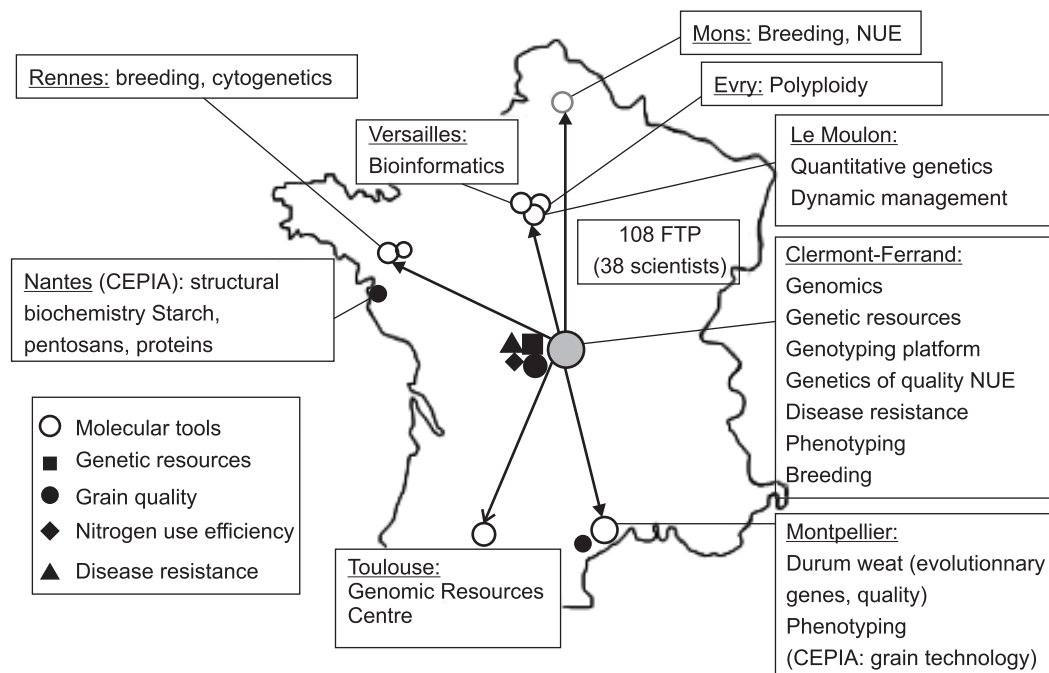 Mons: Breeding, NUE
Rennes: breeding, cytogenetics
Evry: Polyploidy
Versailles:
Bioinformatics
Le Moulon:
Quantitative genetics
Dynamic management
108 FTP
(38 scientists)
Nantes (CEPIA): structural
biochemistry Starch,
pentosans, proteins
Clermont-Ferrand:
Genomics
Genetic resources
Genotyping platform
Genetics of quality NUE
Disease resistance
Phenotyping
Breeding
Molecular tools
Genetic resources
Grain quality
Nitrogen use efficiency
Disease resistance
Toulouse:
Genomic Resources
Centre
Montpellier:
Durum weat (evolutionnary
genes, quality)
Phenotyping
(CEPIA: grain technology)